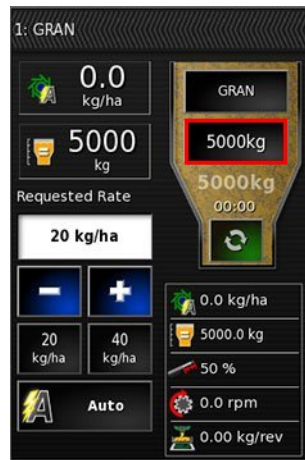 1: GRAN
0.0
kg/ha
5000
kg
Requested Rate
20 kg/ha
20
kg/ha
40
kg/ha
A
Auto
GRAN
5000kg
5000kg
00:00
0.0 kg/ha
5000.0 kg
50 %
0.0 rpm
0.00 kg/rev